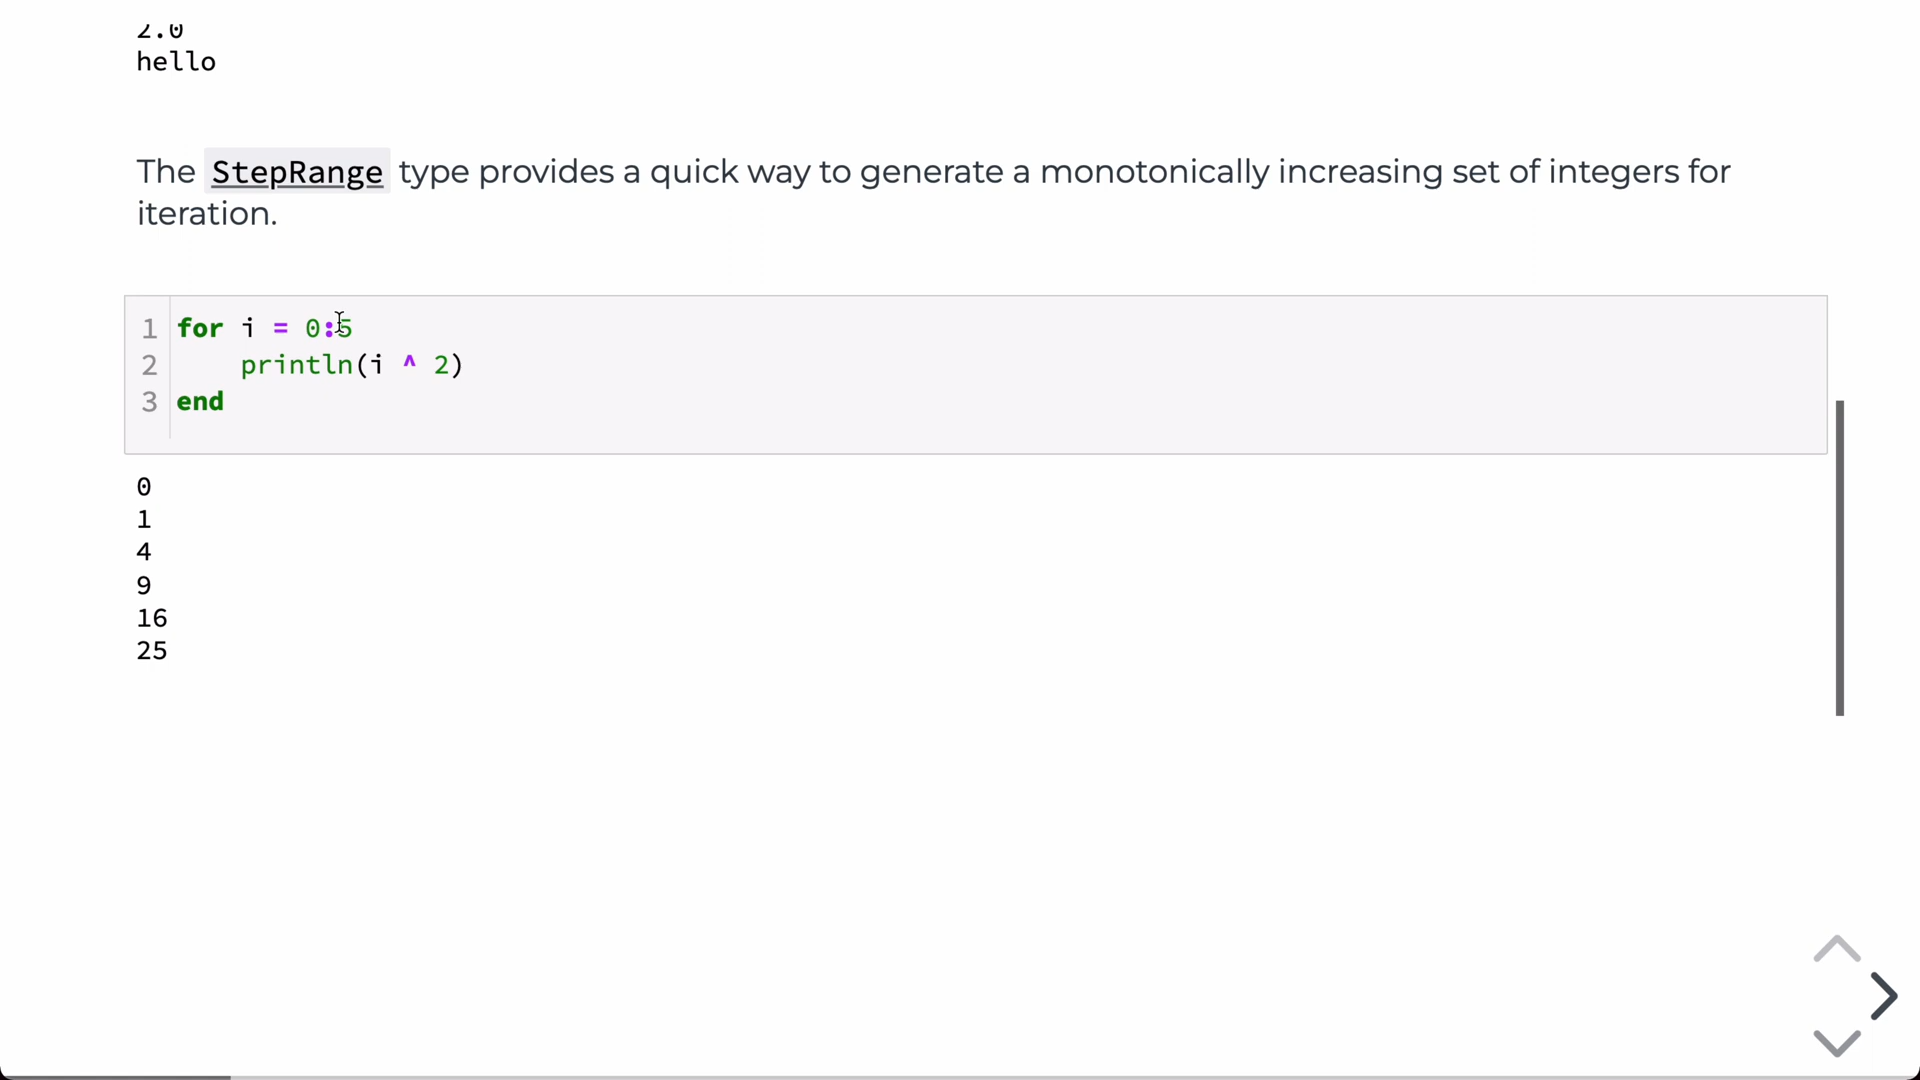 2.0
hello
The StepRange type provides a quick way to generate a monotonically increasing set of integers for
iteration.
1 for i = 0:5
2     println(i ^ 2)
3 end
0
1
4
9
16
25